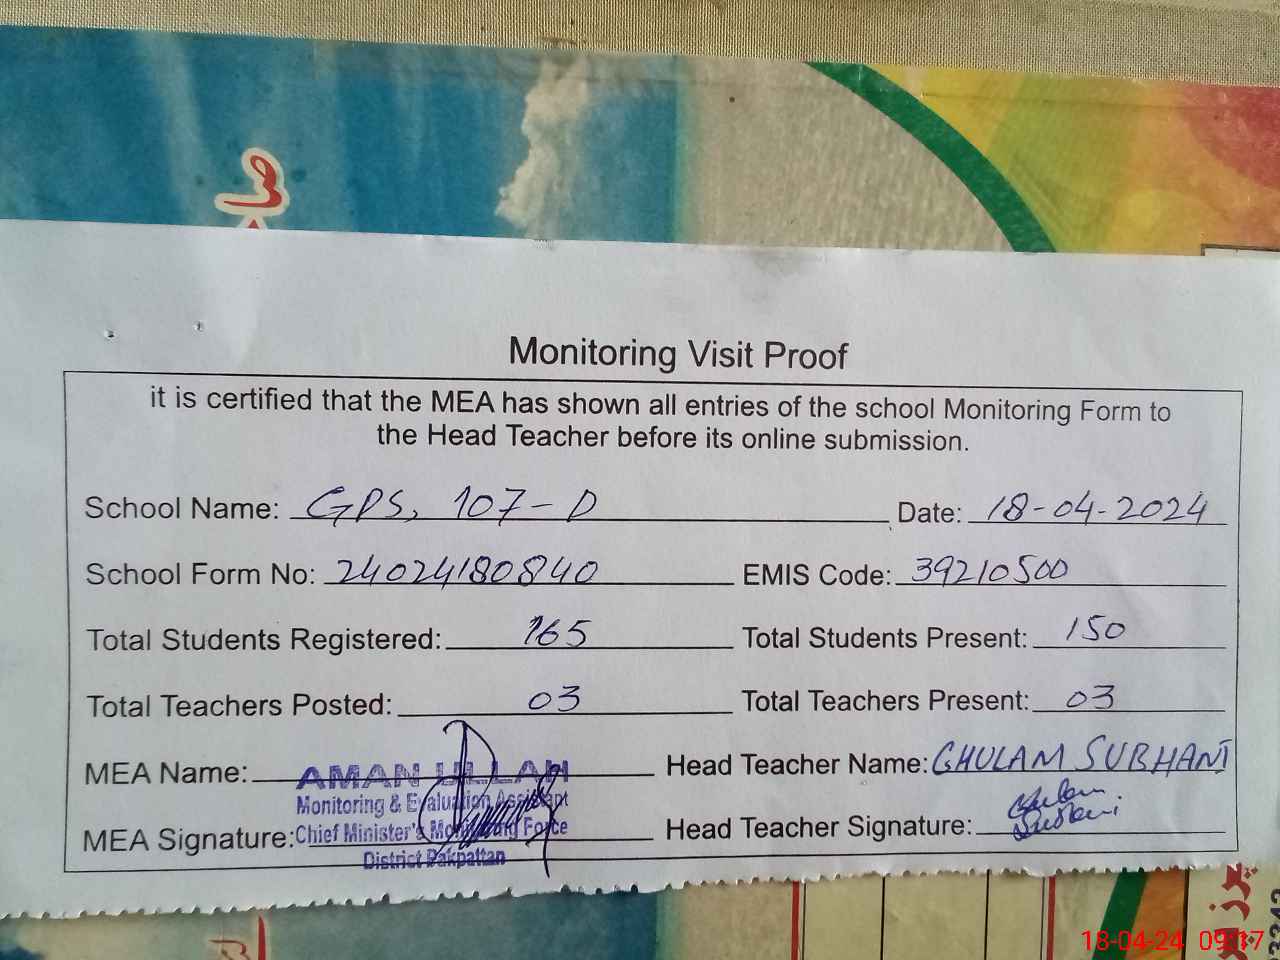 Monitoring Visit Proof
it is certified that the MEA has shown all entries of the school Monitoring Form to
the Head Teacher before its online submission.
School Name: GPS, 107-D Date: 18-04-2024
School Form No: 24024180840 EMIS Code: 39210500
Total Students Registered: 165 Total Students Present: 150
Total Teachers Posted: 03 Total Teachers Present: 03
MEA Name: AMAN ULLAH Head Teacher Name: GHULAM SUBHANI
Monitoring & Evaluation Assistant
MEA Signature: Chief Minister's Monitoring Force Head Teacher Signature: Ghulam Subhani
District Pakpattan
18-04-24 09:17